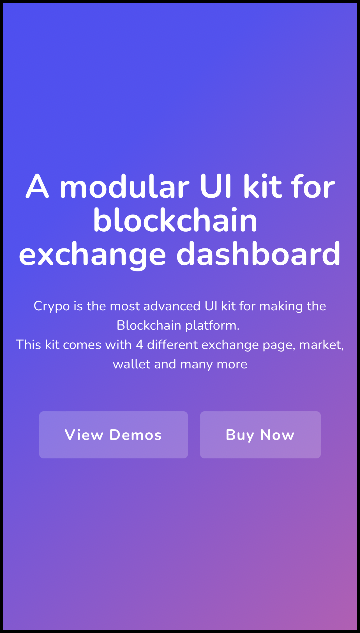 A modular UI kit for
blockchain
exchange dashboard
Crypo is the most advanced UI kit for making the
Blockchain platform.
This kit comes with 4 different exchange page, market,
wallet and many more
View Demos
Buy Now